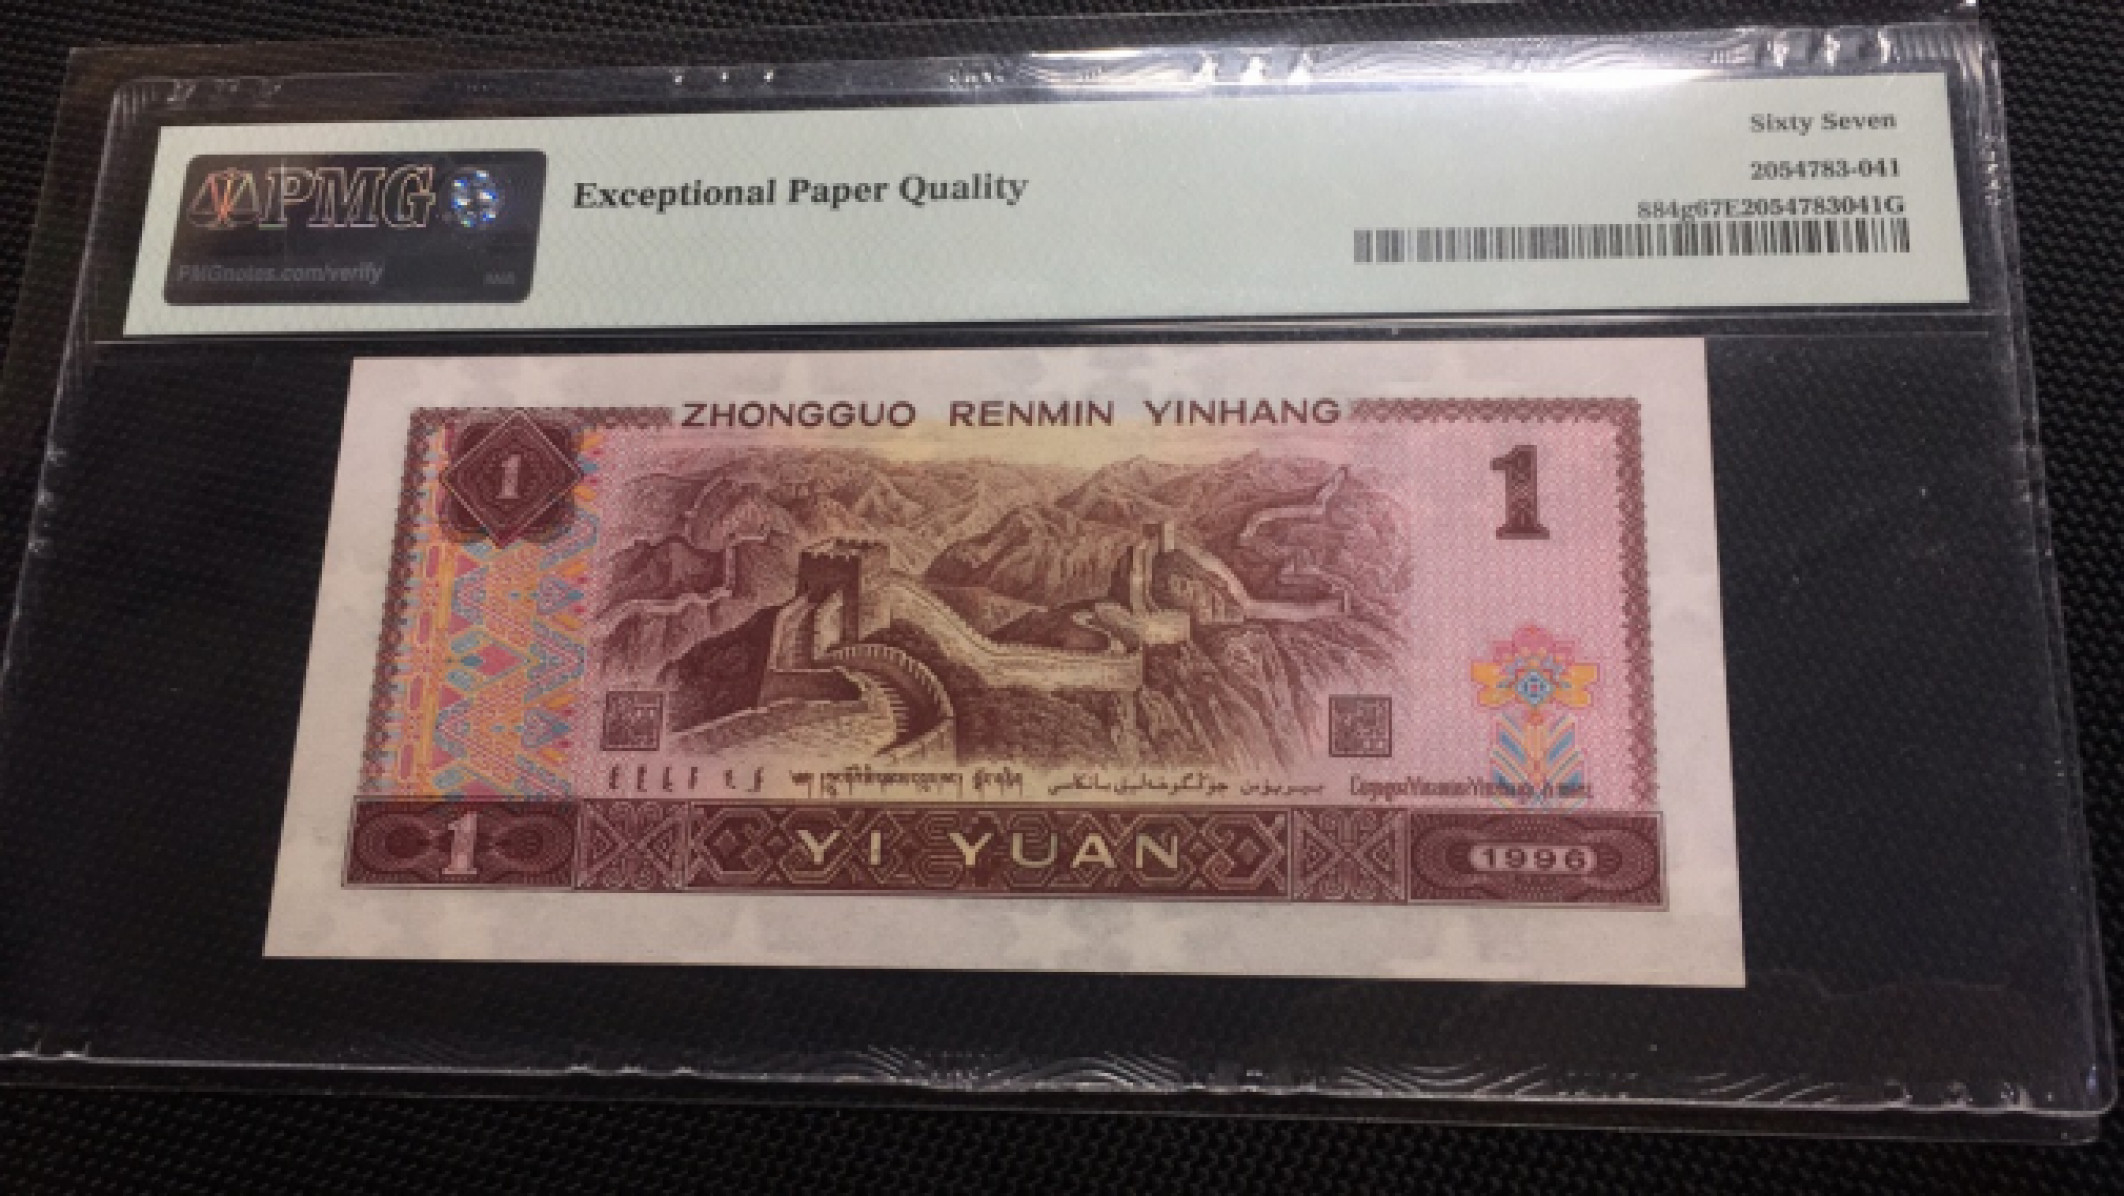 Sixty Seven
PMG
Exceptional Paper Quality
2054783-041
884g67E2054783041G
PMGnotes.com/verify
ZHONGGUO RENMIN YINHANG
1
1
1
YI YUAN
1996